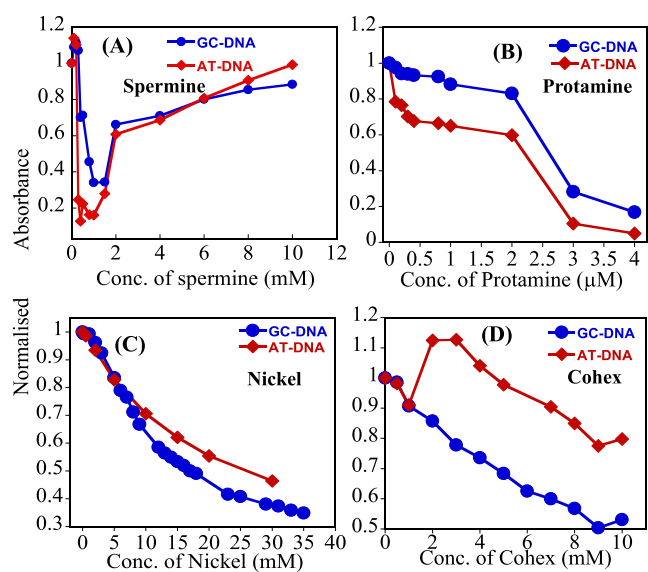 Normalised Absorbance
1.2
1
0.8
0.6
0.4
0.2
(A)
GC-DNA
AT-DNA
Spermine
0 2 4 6 8 10 12
Conc. of spermine (mM)
1.2
1
0.8
0.6
0.4
0.2
0
(B)
GC-DNA
AT-DNA
Protamine
0 0.5 1 1.5 2 2.5 3 3.5 4
Conc. of Protamine (μM)
1
0.9
0.8
0.7
0.6
0.5
0.4
0.3
(C)
GC-DNA
AT-DNA
Nickel
0 5 10 15 20 25 30 35 40
Conc. of Nickel (mM)
1.2
1.1
1
0.9
0.8
0.7
0.6
0.5
(D)
GC-DNA
AT-DNA
Cohex
0 2 4 6 8 10
Conc. of Cohex (mM)